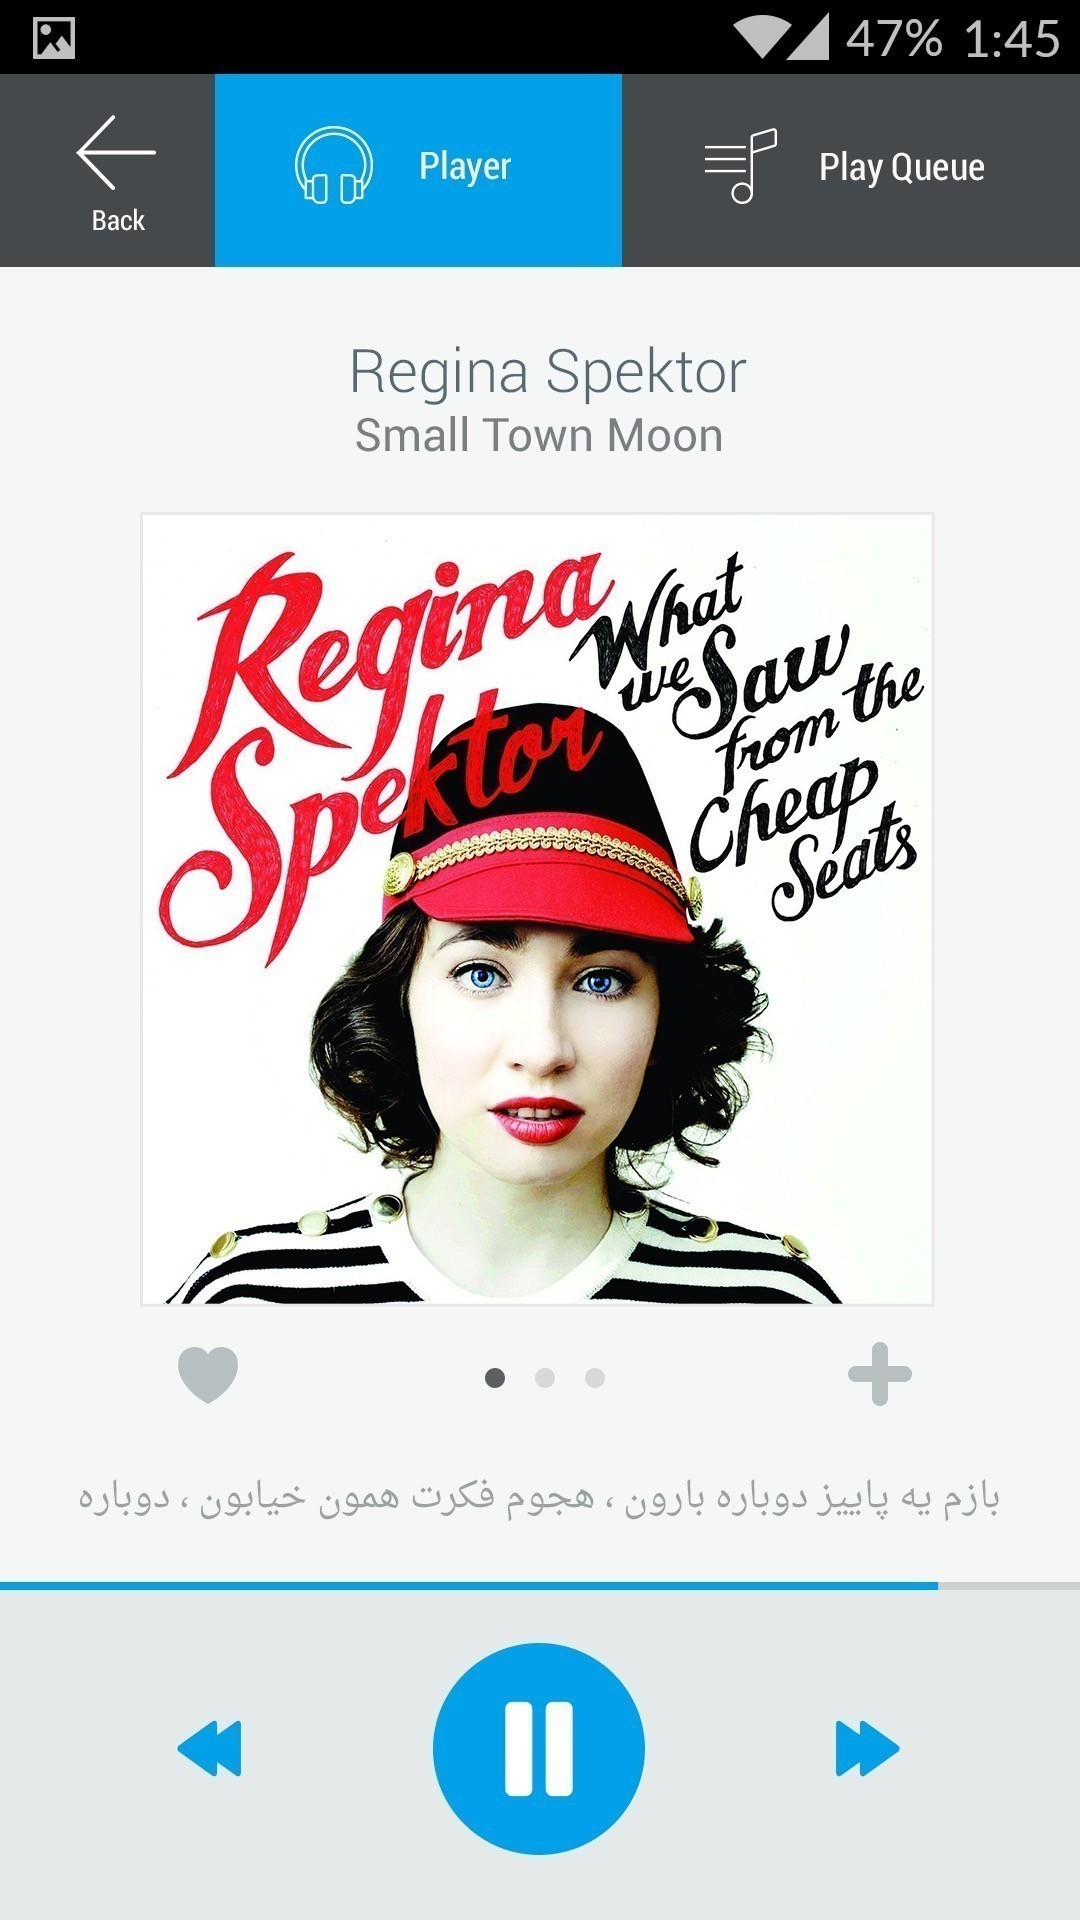 47% 1:45
Back
Player
Play Queue
Regina Spektor
Small Town Moon
Regina
Spektor
What
we Saw
from the
Cheap
Seats
بازم یه پاییز دوباره بارون ، هجوم فکرت همون خیابون ، دوباره